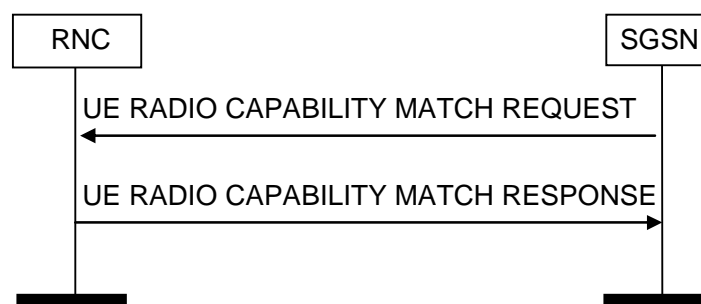 RNC
SGSN
UE RADIO CAPABILITY MATCH REQUEST
UE RADIO CAPABILITY MATCH RESPONSE